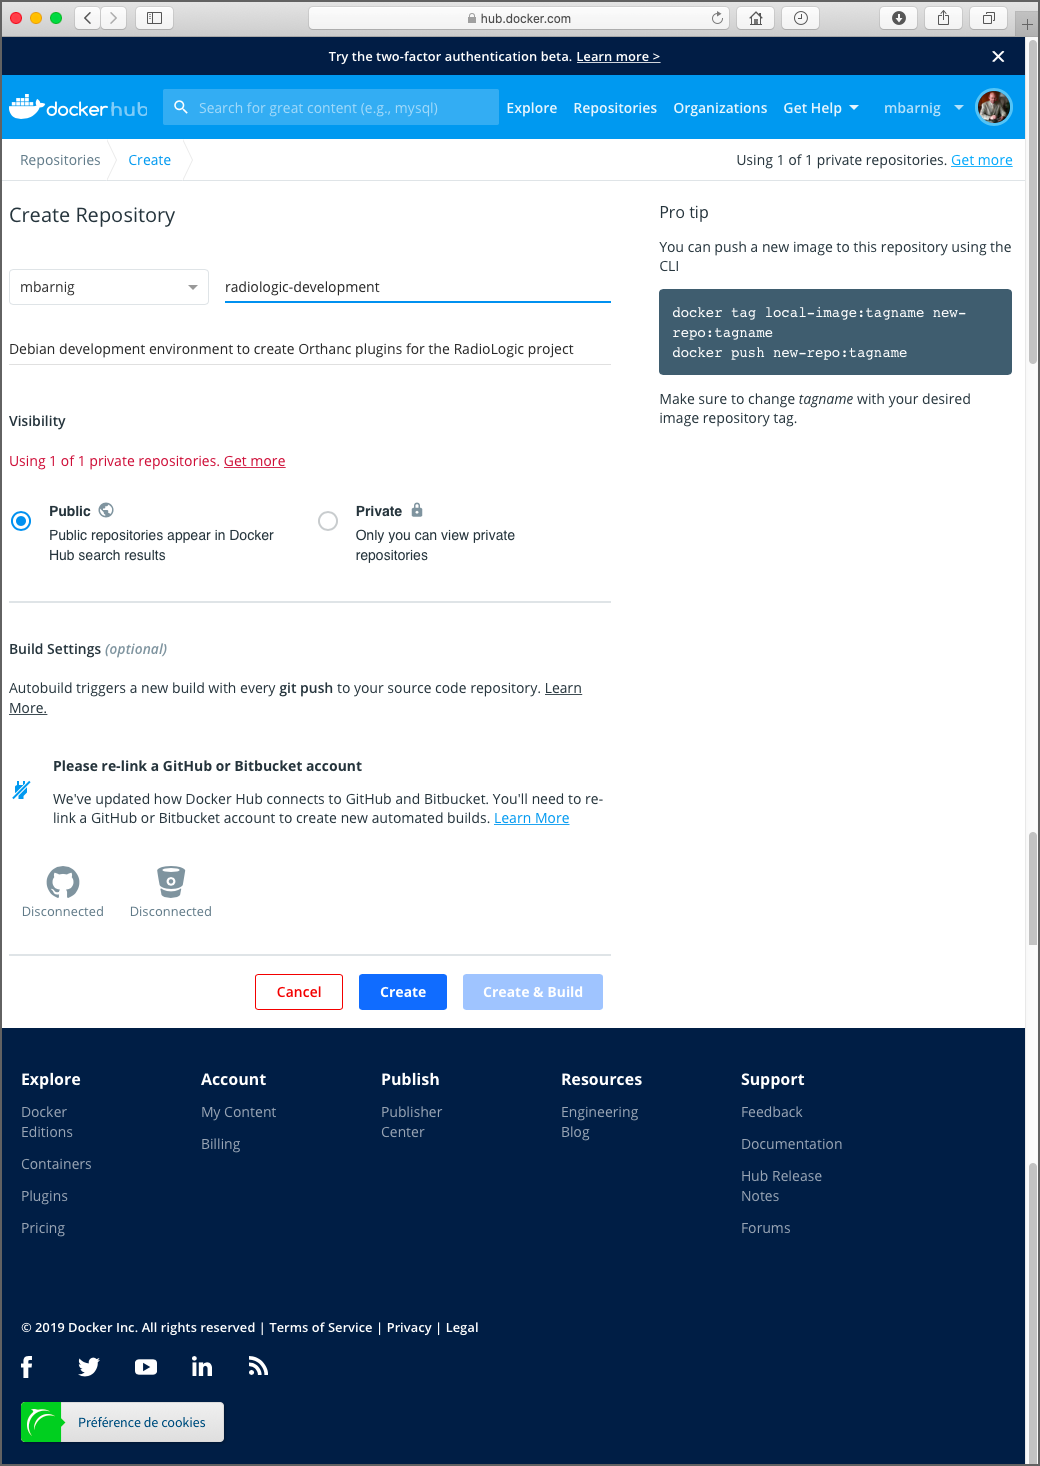 hub.docker.com
Try the two-factor authentication beta. Learn more >
docker hub
Search for great content (e.g., mysql)
Explore
Repositories
Organizations
Get Help
mbarnig
Repositories
Create
Using 1 of 1 private repositories. Get more
Create Repository
mbarnig
radiologic-development
Debian development environment to create Orthanc plugins for the RadioLogic project
Visibility
Using 1 of 1 private repositories. Get more
Public
Public repositories appear in Docker
Hub search results
Private
Only you can view private
repositories
Build Settings (optional)
Autobuild triggers a new build with every git push to your source code repository. Learn
More.
Please re-link a GitHub or Bitbucket account
We've updated how Docker Hub connects to GitHub and Bitbucket. You'll need to re-
link a GitHub or Bitbucket account to create new automated builds. Learn More
Disconnected
Disconnected
Cancel
Create
Create & Build
Pro tip
You can push a new image to this repository using the
CLI
docker tag local-image:tagname new-
repo:tagname
docker push new-repo:tagname
Make sure to change tagname with your desired
image repository tag.
Explore
Docker
Editions
Containers
Plugins
Pricing
Account
My Content
Billing
Publish
Publisher
Center
Resources
Engineering
Blog
Support
Feedback
Documentation
Hub Release
Notes
Forums
© 2019 Docker Inc. All rights reserved | Terms of Service | Privacy | Legal
Préférence de cookies